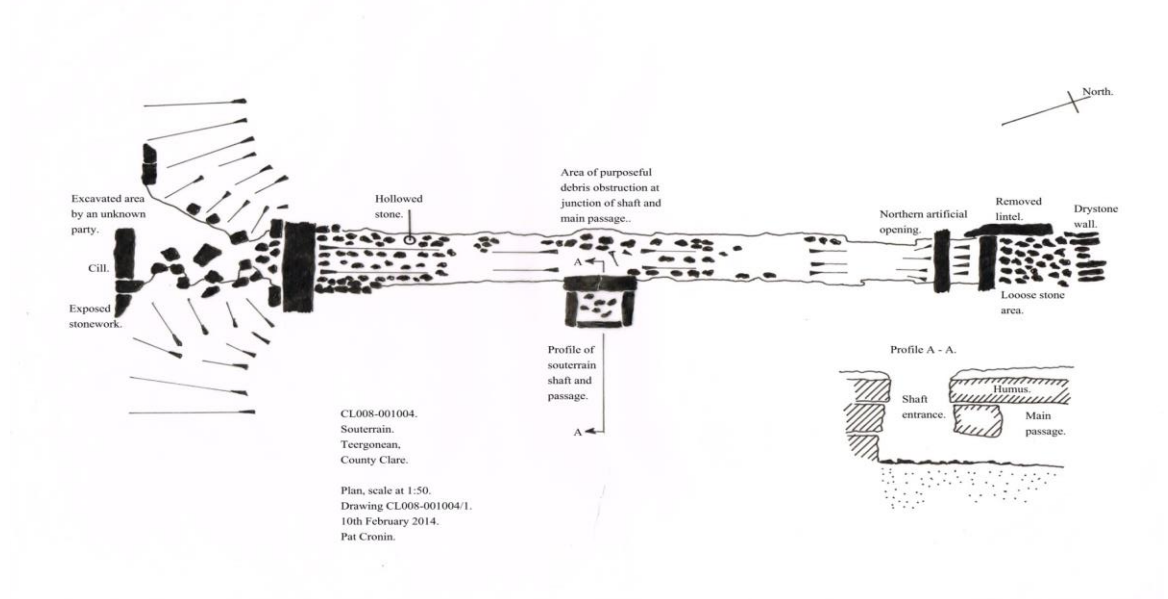 North.
Area of purposeful
debris obstruction at
junction of shaft and
main passage..
Excavated area
by an unknown
party.
Hollowed
stone.
Northern artificial
opening.
Removed
lintel.
Drystone
wall.
Cill.
A
Exposed
stonework.
Looose stone
area.
Profile of
souterrain
shaft and
passage.
A
Profile A - A.
Humus.
Shaft
entrance.
Main
passage.
CL008-001004.
Souterrain.
Teergonean,
County Clare.
Plan, scale at 1:50.
Drawing CL008-001004/1.
10th February 2014.
Pat Cronin.